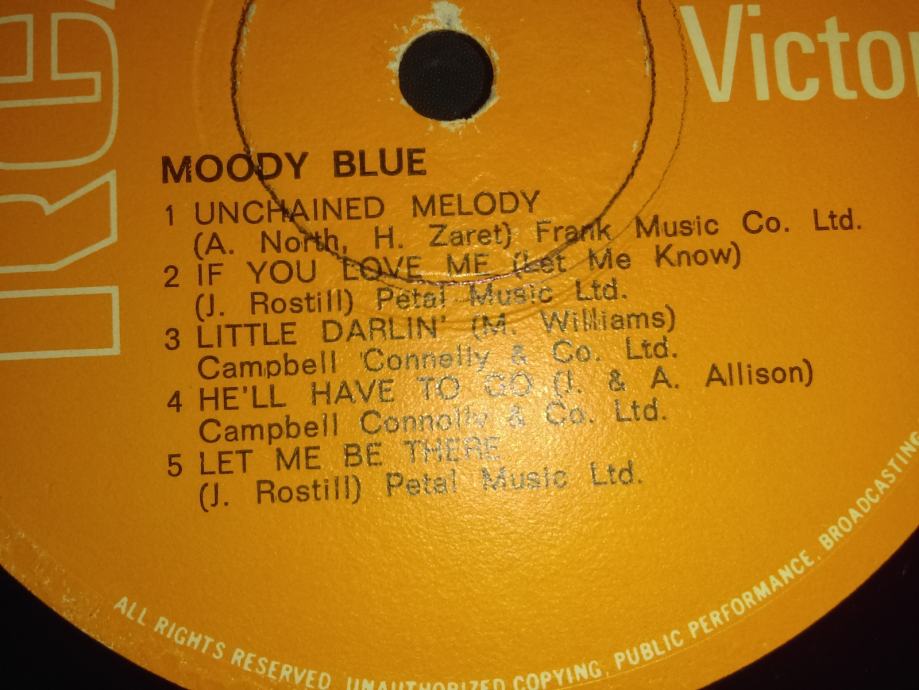 RCA
Victor
MOODY BLUE
1 UNCHAINED MELODY
(A. North, H. Zaret) Frank Music Co. Ltd.
2 IF YOU LOVE ME (Let Me Know)
(J. Rostill) Petal Music Ltd.
3 LITTLE DARLIN' (M. Williams)
Campbell Connelly & Co. Ltd.
4 HE'LL HAVE TO GO (J. & A. Allison)
Campbell Connolly & Co. Ltd.
5 LET ME BE THERE
(J. Rostill) Petal Music Ltd.
ALL RIGHTS RESERVED UNAUTHORIZED COPYING, PUBLIC PERFORMANCE, BROADCASTING